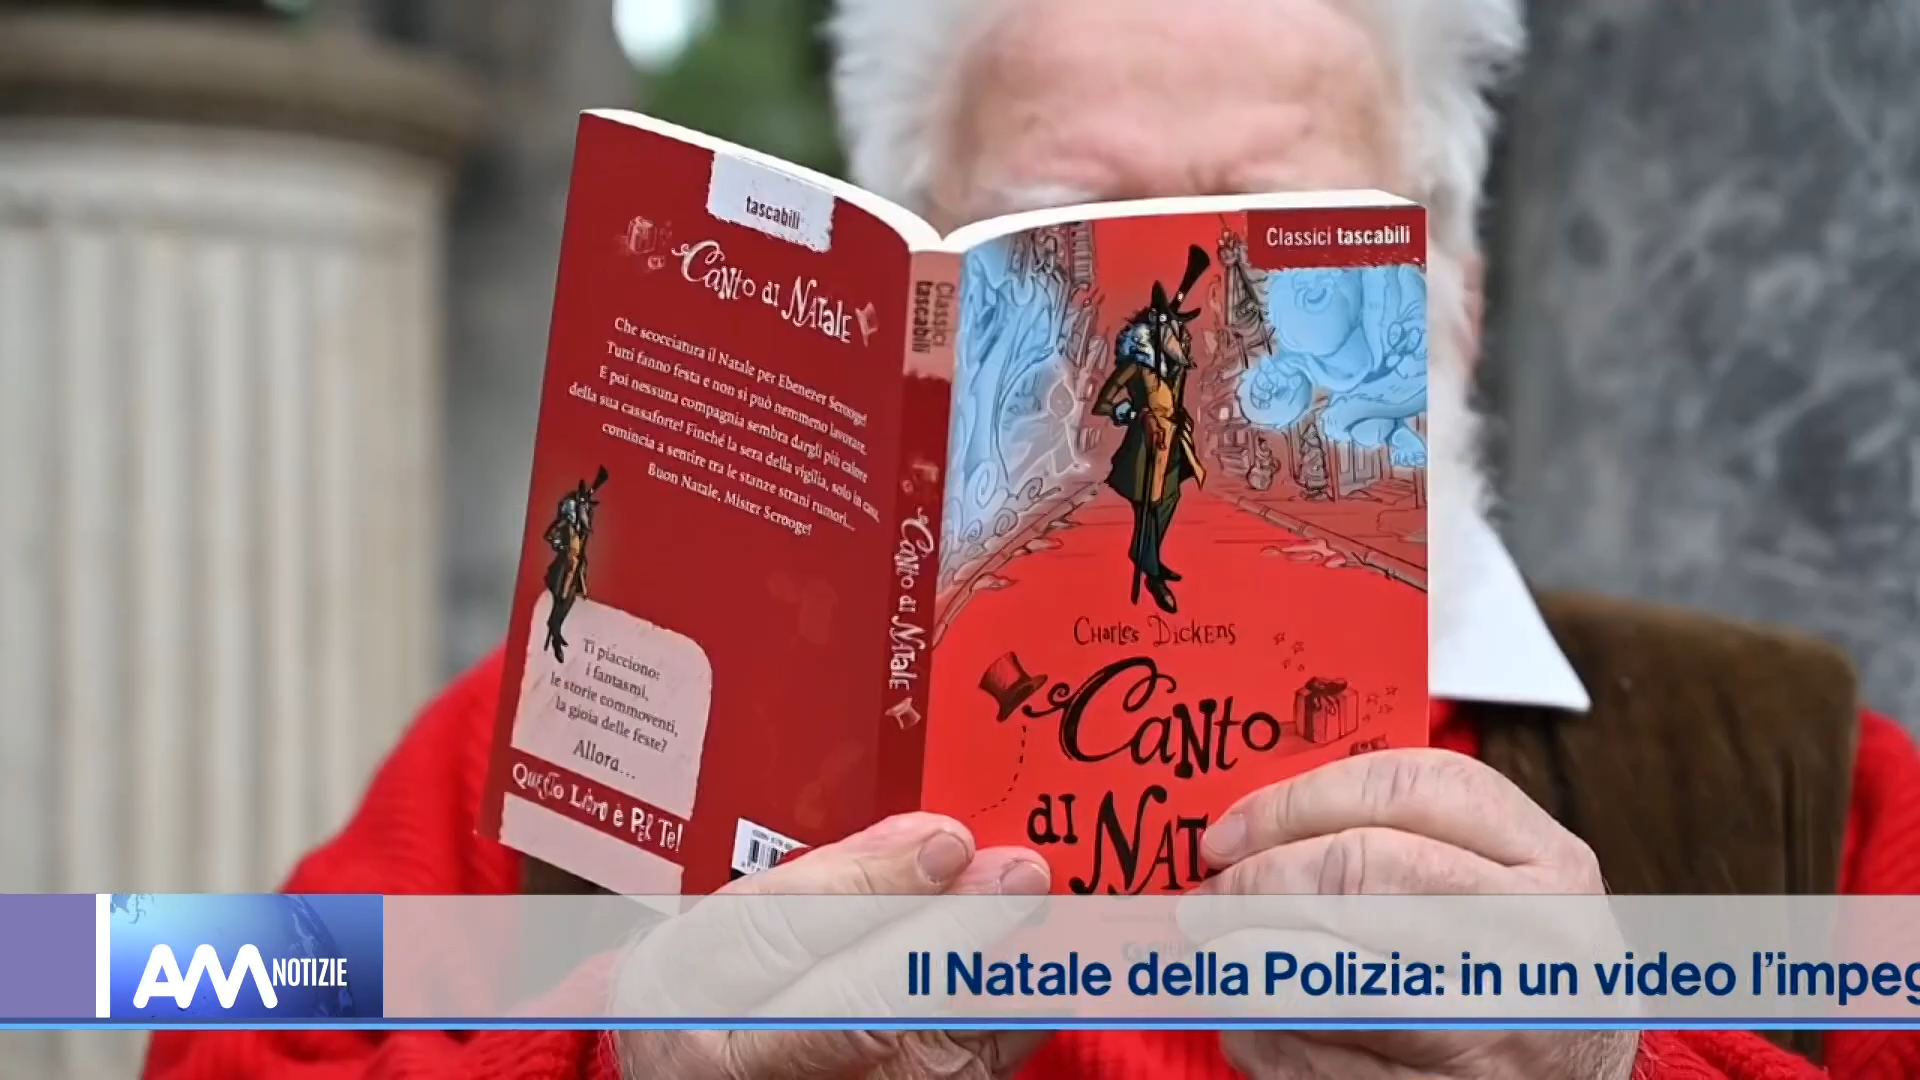 tascabili
Canto di Natale
Che scocciatura il Natale per Ebenezer Scrooge!
Tutti fanno festa e non si può nemmeno lavorare.
E poi nessuna compagnia sembra dargli più calore
della sua cassaforte! Finché la sera della vigilia, solo in casa,
comincia a sentire tra le stanze strani rumori...
Buon Natale, Mister Scrooge!
Ti piacciono:
i fantasmi,
le storie commoventi,
la gioia delle feste?
Allora...
Questo Libro è Per Te!
Classici
tascabili
Canto di Natale
Classici tascabili
Charles Dickens
Canto
di Nat
AM NOTIZIE
Il Natale della Polizia: in un video l'impeg